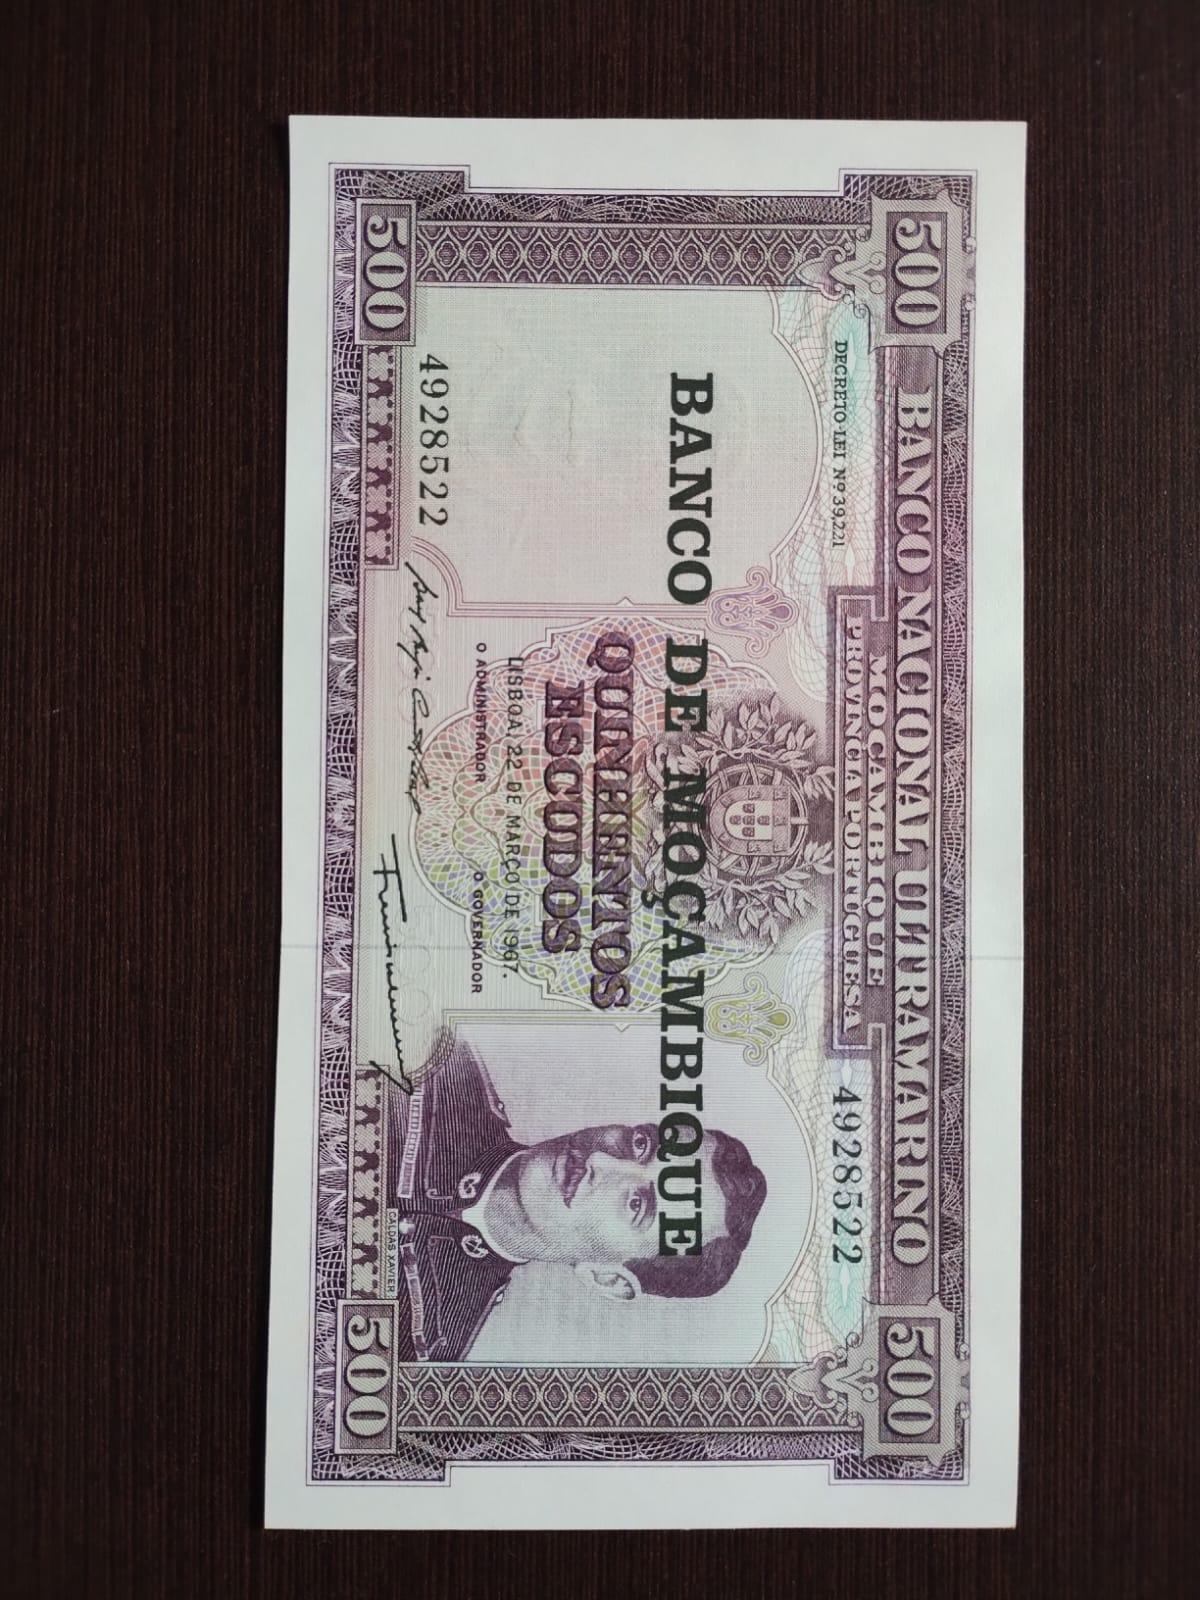 500 BANCO NACIONAL ULTRAMARINO 500
MOÇAMBIQUE
PROVINCIA PORTUGUESA
DECRETO-LEI Nº 39,221
4928522
BANCO DE MOÇAMBIQUE
QUINHENTOS
ESCUDOS
LISBOA, 22 DE MARÇO DE 1967.
O ADMINISTRADOR O GOVERNADOR
4928522
CALDAS XAVIER
500 500